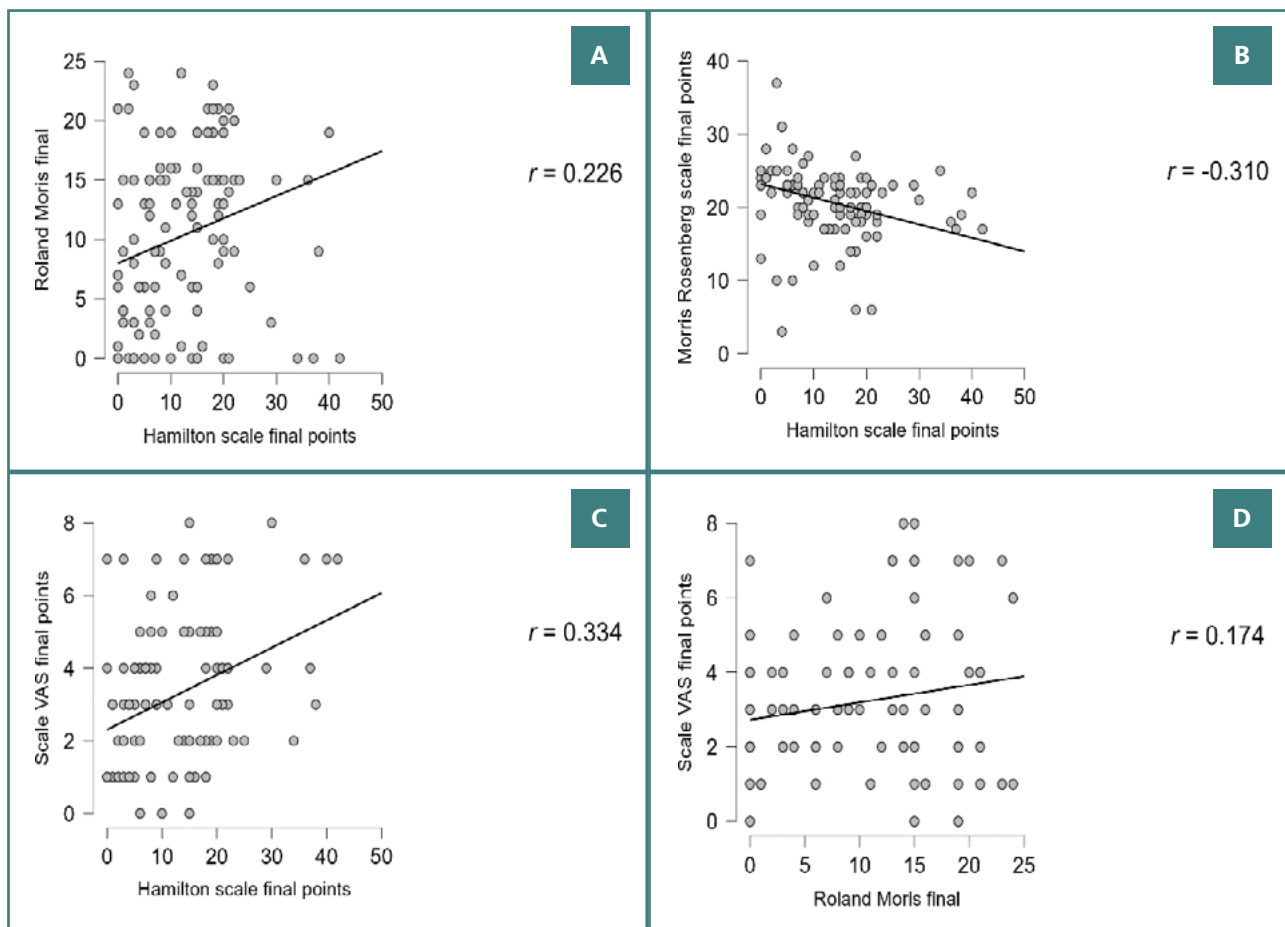 A
25
20
15
10
5
0
Roland Moris final
r = 0.226
0 10 20 30 40 50
Hamilton scale final points
B
40
30
20
10
0
Morris Rosenberg scale final points
r = -0.310
0 10 20 30 40 50
Hamilton scale final points
C
8
6
4
2
0
Scale VAS final points
r = 0.334
0 10 20 30 40 50
Hamilton scale final points
D
8
6
4
2
0
Scale VAS final points
r = 0.174
0 5 10 15 20 25
Roland Moris final